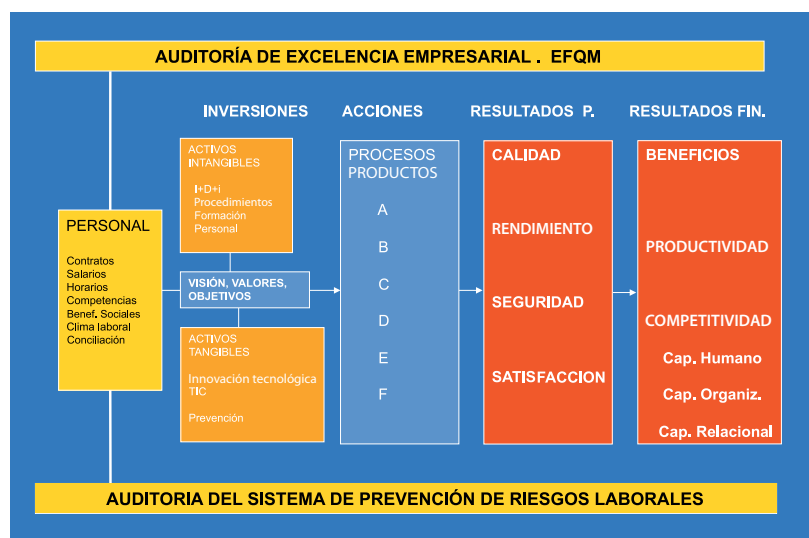 AUDITORÍA DE EXCELENCIA EMPRESARIAL . EFQM
INVERSIONES
ACCIONES
RESULTADOS P.
RESULTADOS FIN.
PERSONAL
Contratos
Salarios
Horarios
Competencias
Benef. Sociales
Clima laboral
Conciliación
ACTIVOS
INTANGIBLES
I+D+i
Procedimientos
Formación
Personal
VISIÓN, VALORES,
OBJETIVOS
ACTIVOS
TANGIBLES
Innovación tecnológica
TIC
Prevención
PROCESOS
PRODUCTOS
A
B
C
D
E
F
CALIDAD
RENDIMIENTO
SEGURIDAD
SATISFACCION
BENEFICIOS
PRODUCTIVIDAD
COMPETITIVIDAD
Cap. Humano
Cap. Organiz.
Cap. Relacional
AUDITORIA DEL SISTEMA DE PREVENCIÓN DE RIESGOS LABORALES